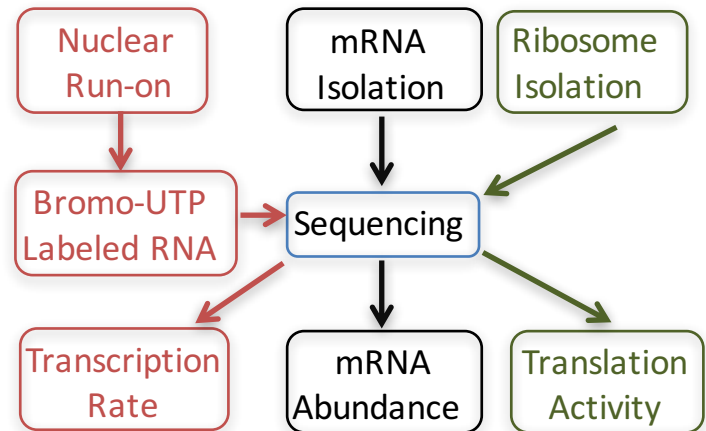 Nuclear
Run-on
mRNA
Isolation
Ribosome
Isolation
Bromo-UTP
Labeled RNA
Sequencing
Transcription
Rate
mRNA
Abundance
Translation
Activity